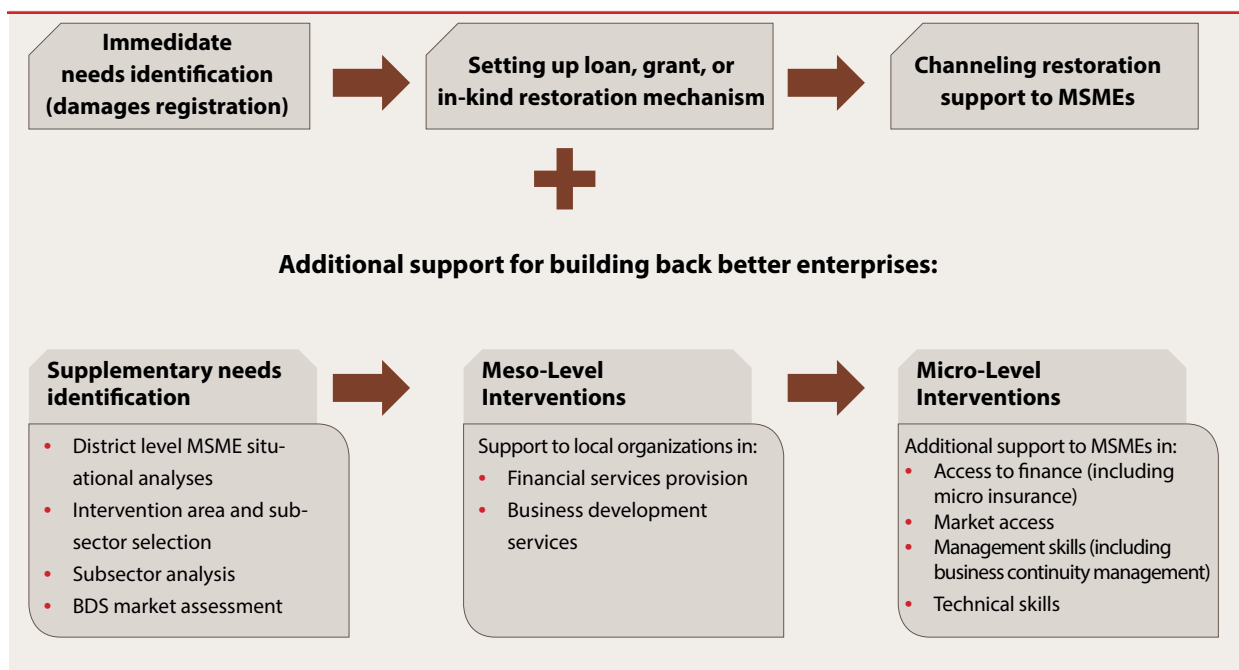 Immedidate
needs identification
(damages registration)
Setting up loan, grant, or
in-kind restoration mechanism
Channeling restoration
support to MSMEs
Additional support for building back better enterprises:
Supplementary needs
identification
• District level MSME situ-
ational analyses
• Intervention area and sub-
sector selection
• Subsector analysis
• BDS market assessment
Meso-Level
Interventions
Support to local organizations in:
• Financial services provision
• Business development
services
Micro-Level
Interventions
Additional support to MSMEs in:
• Access to finance (including
micro insurance)
• Market access
• Management skills (including
business continuity management)
• Technical skills